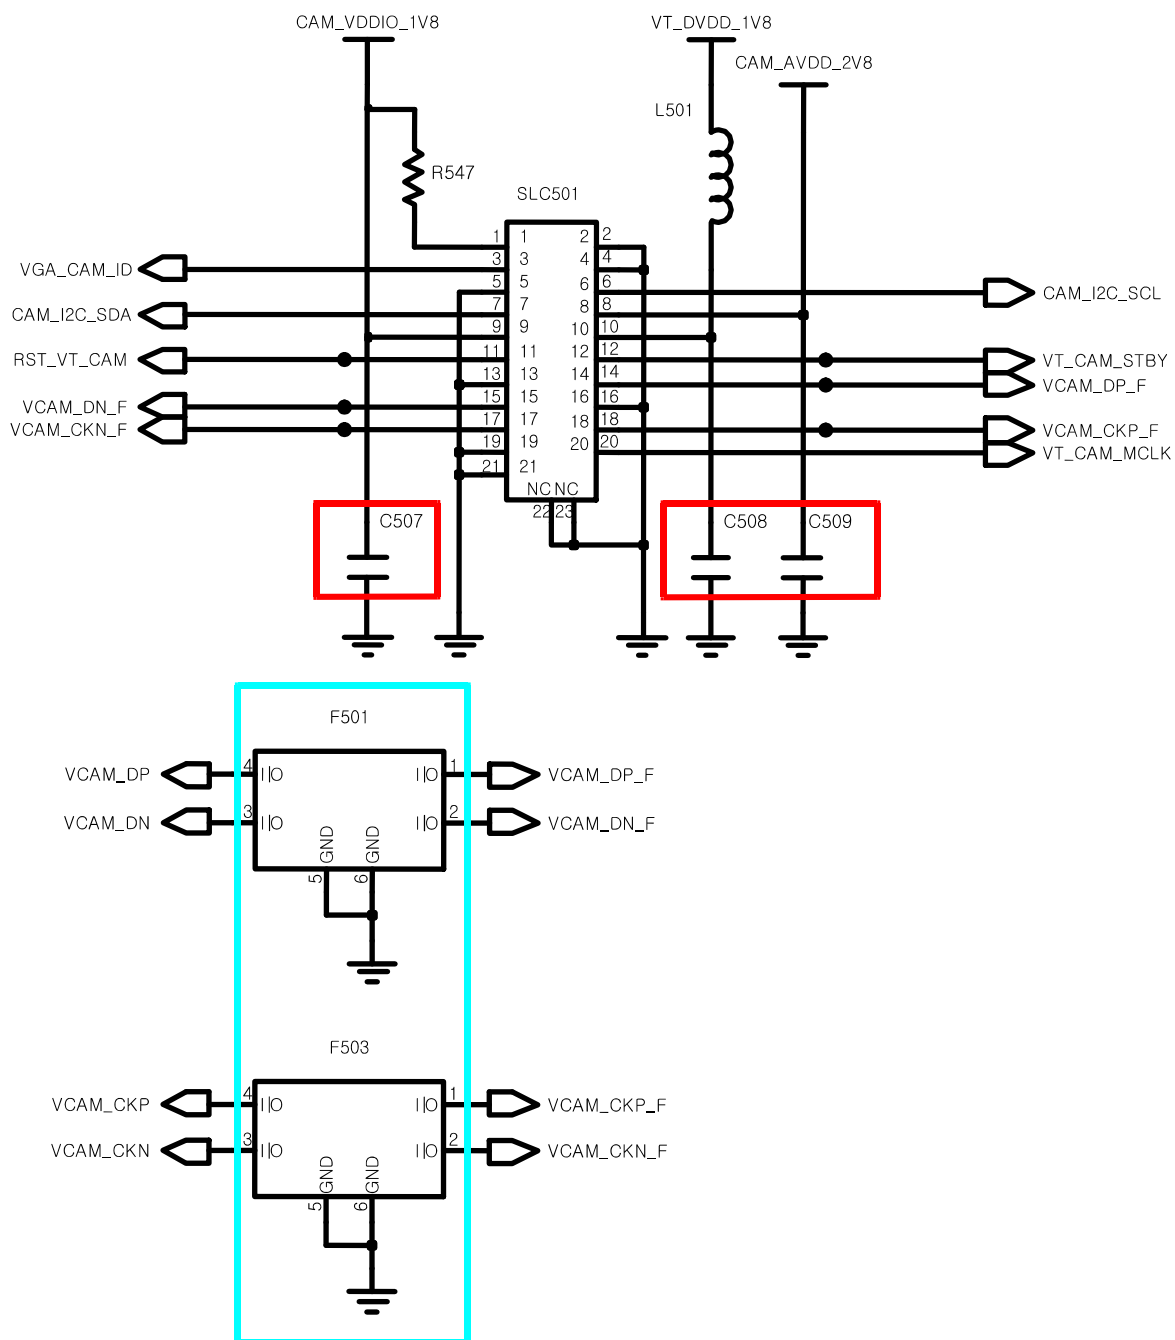 CAM_VDDIO_1V8
VT_DVDD_1V8
CAM_AVDD_2V8
L501
R547
SLC501
1 1 2 2
VGA_CAM_ID 3 3 4 4
5 5 6 6 CAM_I2C_SCL
CAM_I2C_SDA 7 7 8 8
9 9 10 10
RST_VT_CAM 11 11 12 12 VT_CAM_STBY
13 13 14 14 VCAM_DP_F
VCAM_DN_F 15 15 16 16
VCAM_CKN_F 17 17 18 18 VCAM_CKP_F
19 19 20 20 VT_CAM_MCLK
21 21
NC NC
22 23
C507 C508 C509
F501
VCAM_DP 4 I|O I|O 1 VCAM_DP_F
VCAM_DN 3 I|O I|O 2 VCAM_DN_F
GND GND
5 6
F503
VCAM_CKP 4 I|O I|O 1 VCAM_CKP_F
VCAM_CKN 3 I|O I|O 2 VCAM_CKN_F
GND GND
5 6